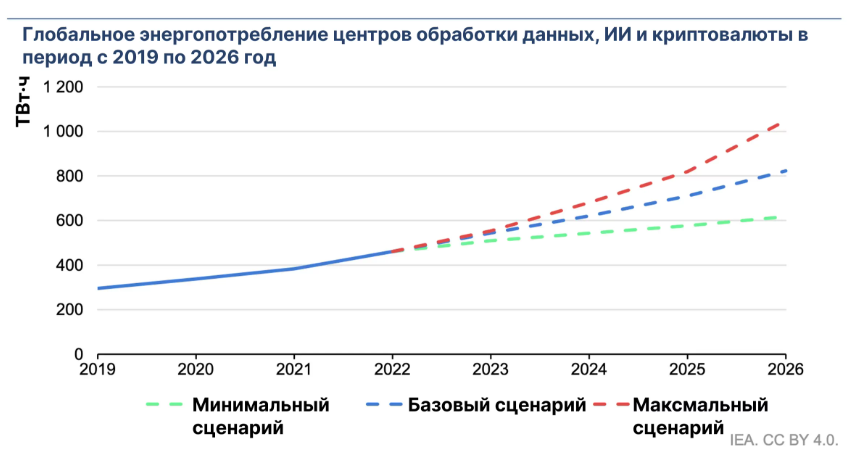 Глобальное энергопотребление центров обработки данных, ИИ и криптовалюты в
период с 2019 по 2026 год
ТВт·ч
1 200
1 000
800
600
400
200
0
2019 2020 2021 2022 2023 2024 2025 2026
Минимальный сценарий
Базовый сценарий
Максмальный сценарий
IEA. CC BY 4.0.